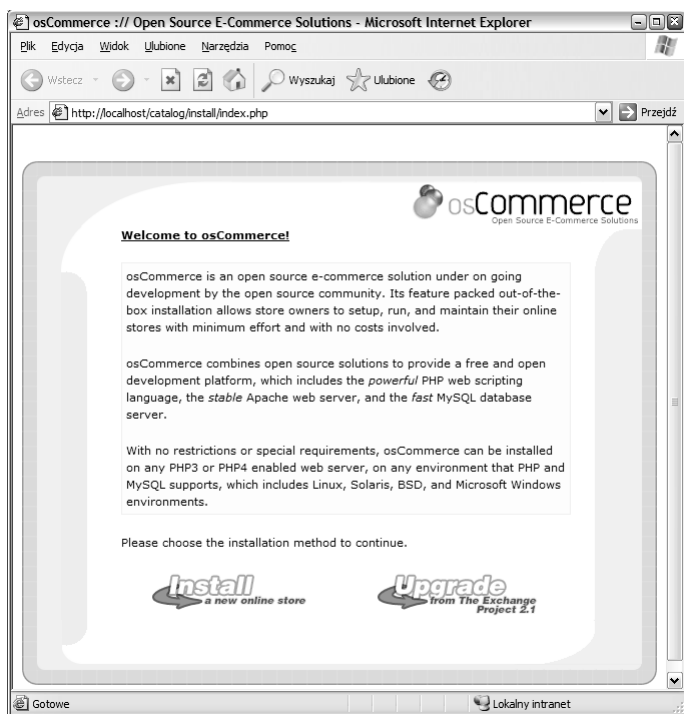 osCommerce :// Open Source E-Commerce Solutions - Microsoft Internet Explorer
Plik Edycja Widok Ulubione Narzędzia Pomoc
Wstecz Wyszukaj Ulubione
Adres http://localhost/catalog/install/index.php Przejdź
osCommerce
Open Source E-Commerce Solutions
Welcome to osCommerce!
osCommerce is an open source e-commerce solution under on going
development by the open source community. Its feature packed out-of-the-
box installation allows store owners to setup, run, and maintain their online
stores with minimum effort and with no costs involved.
osCommerce combines open source solutions to provide a free and open
development platform, which includes the powerful PHP web scripting
language, the stable Apache web server, and the fast MySQL database
server.
With no restrictions or special requirements, osCommerce can be installed
on any PHP3 or PHP4 enabled web server, on any environment that PHP and
MySQL supports, which includes Linux, Solaris, BSD, and Microsoft Windows
environments.
Please choose the installation method to continue.
Install
a new online store
Upgrade
from The Exchange
Project 2.1
Gotowe Lokalny intranet